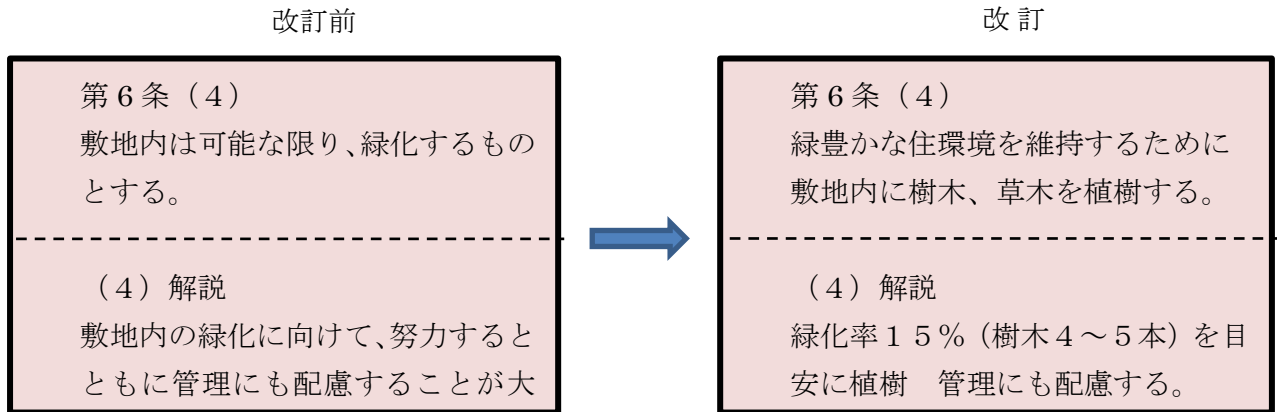 改訂前
第6条（4）
敷地内は可能な限り、緑化するもの
とする。
（4）解説
敷地内の緑化に向けて、努力すると
ともに管理にも配慮することが大
改訂
第6条（4）
緑豊かな住環境を維持するために
敷地内に樹木、草木を植樹する。
（4）解説
緑化率１５％（樹木４～５本）を目
安に植樹　管理にも配慮する。